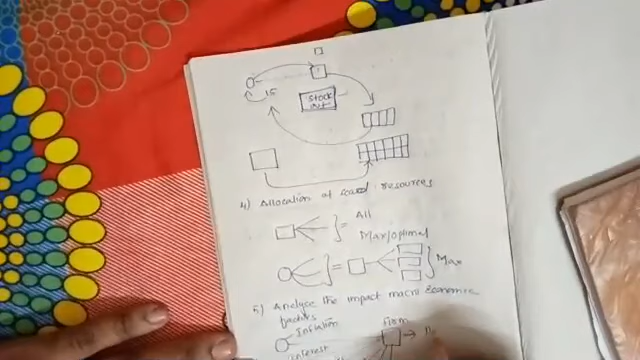 Stock
out
4) Allocation of scared resources
All
Max/optimal
Max
5) Analyse the impact macro Economic
factors
Inflation
Firm
Interest